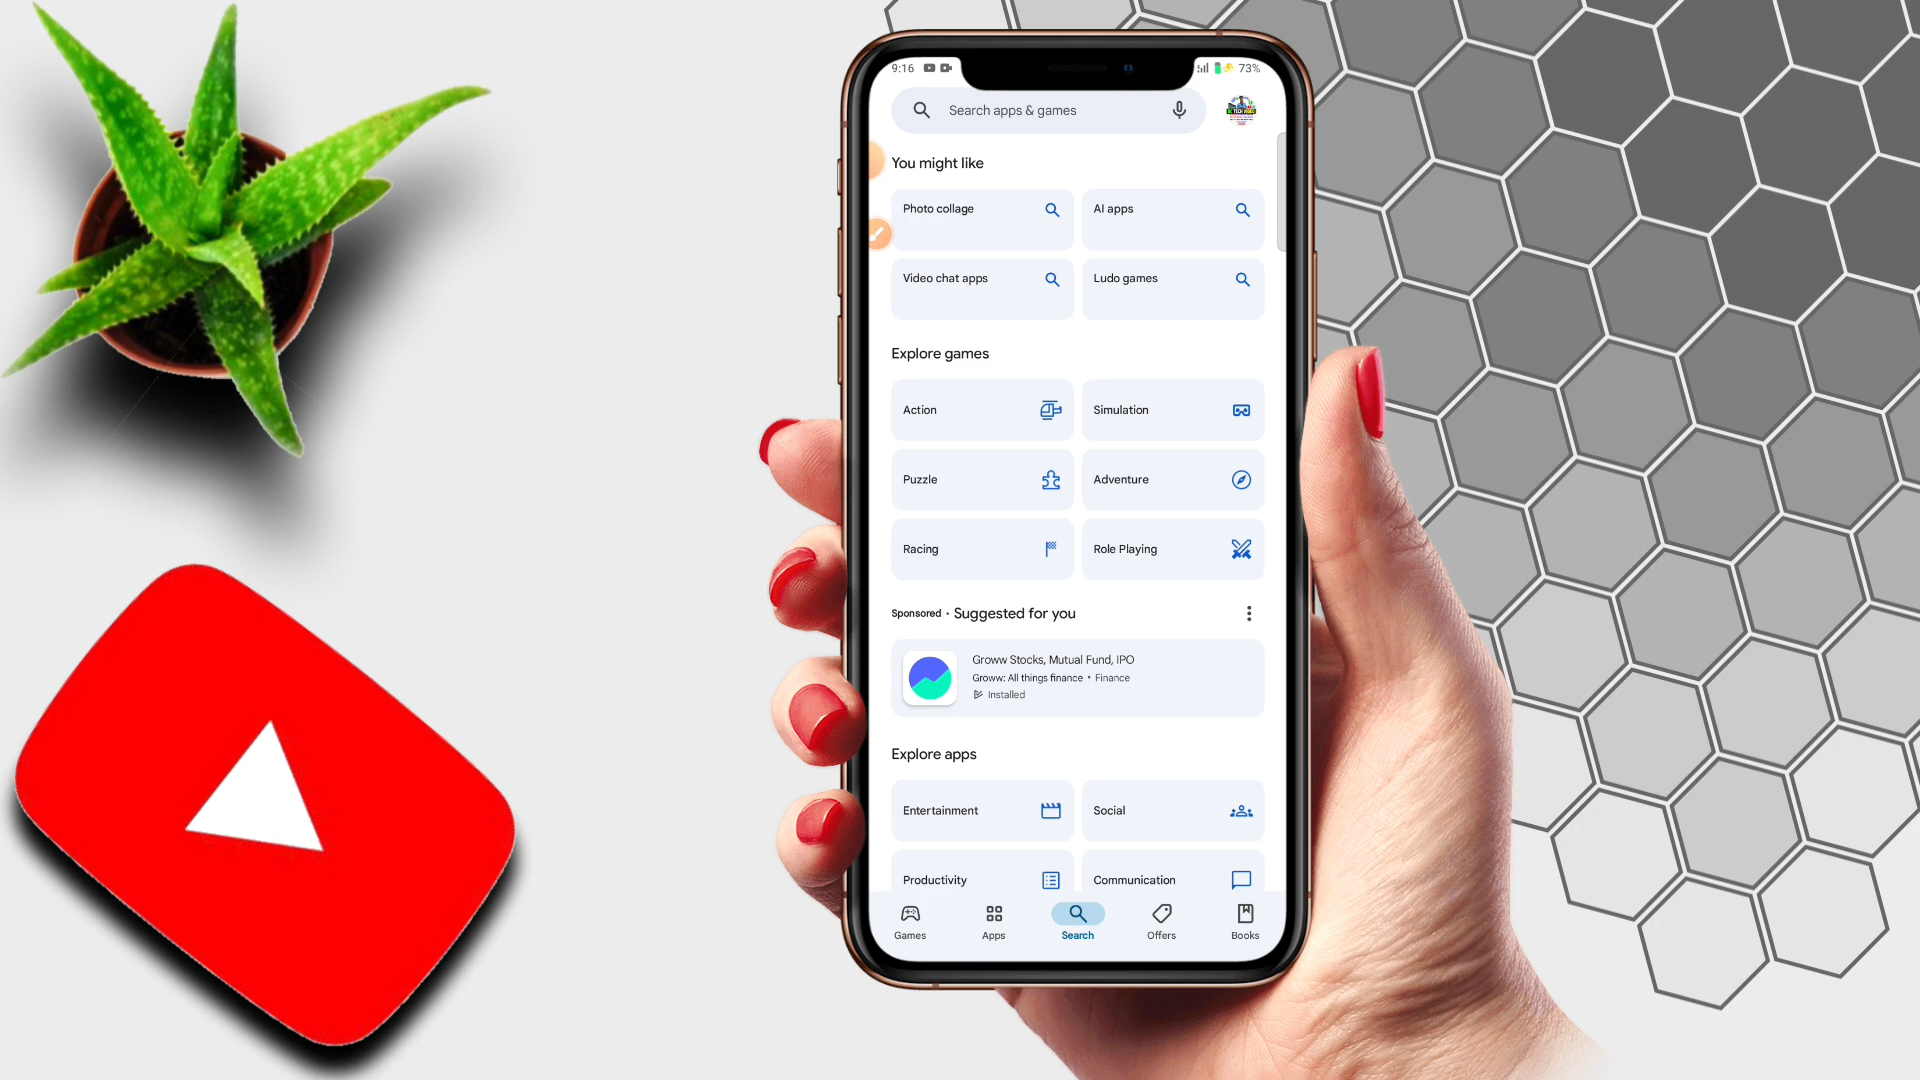 9:16 73%
Search apps & games
You might like
Photo collage AI apps
Video chat apps Ludo games
Explore games
Action Simulation
Puzzle Adventure
Racing Role Playing
Sponsored • Suggested for you
Groww Stocks, Mutual Fund, IPO
Groww: All things finance • Finance
Installed
Explore apps
Entertainment Social
Productivity Communication
Games Apps Search Offers Books